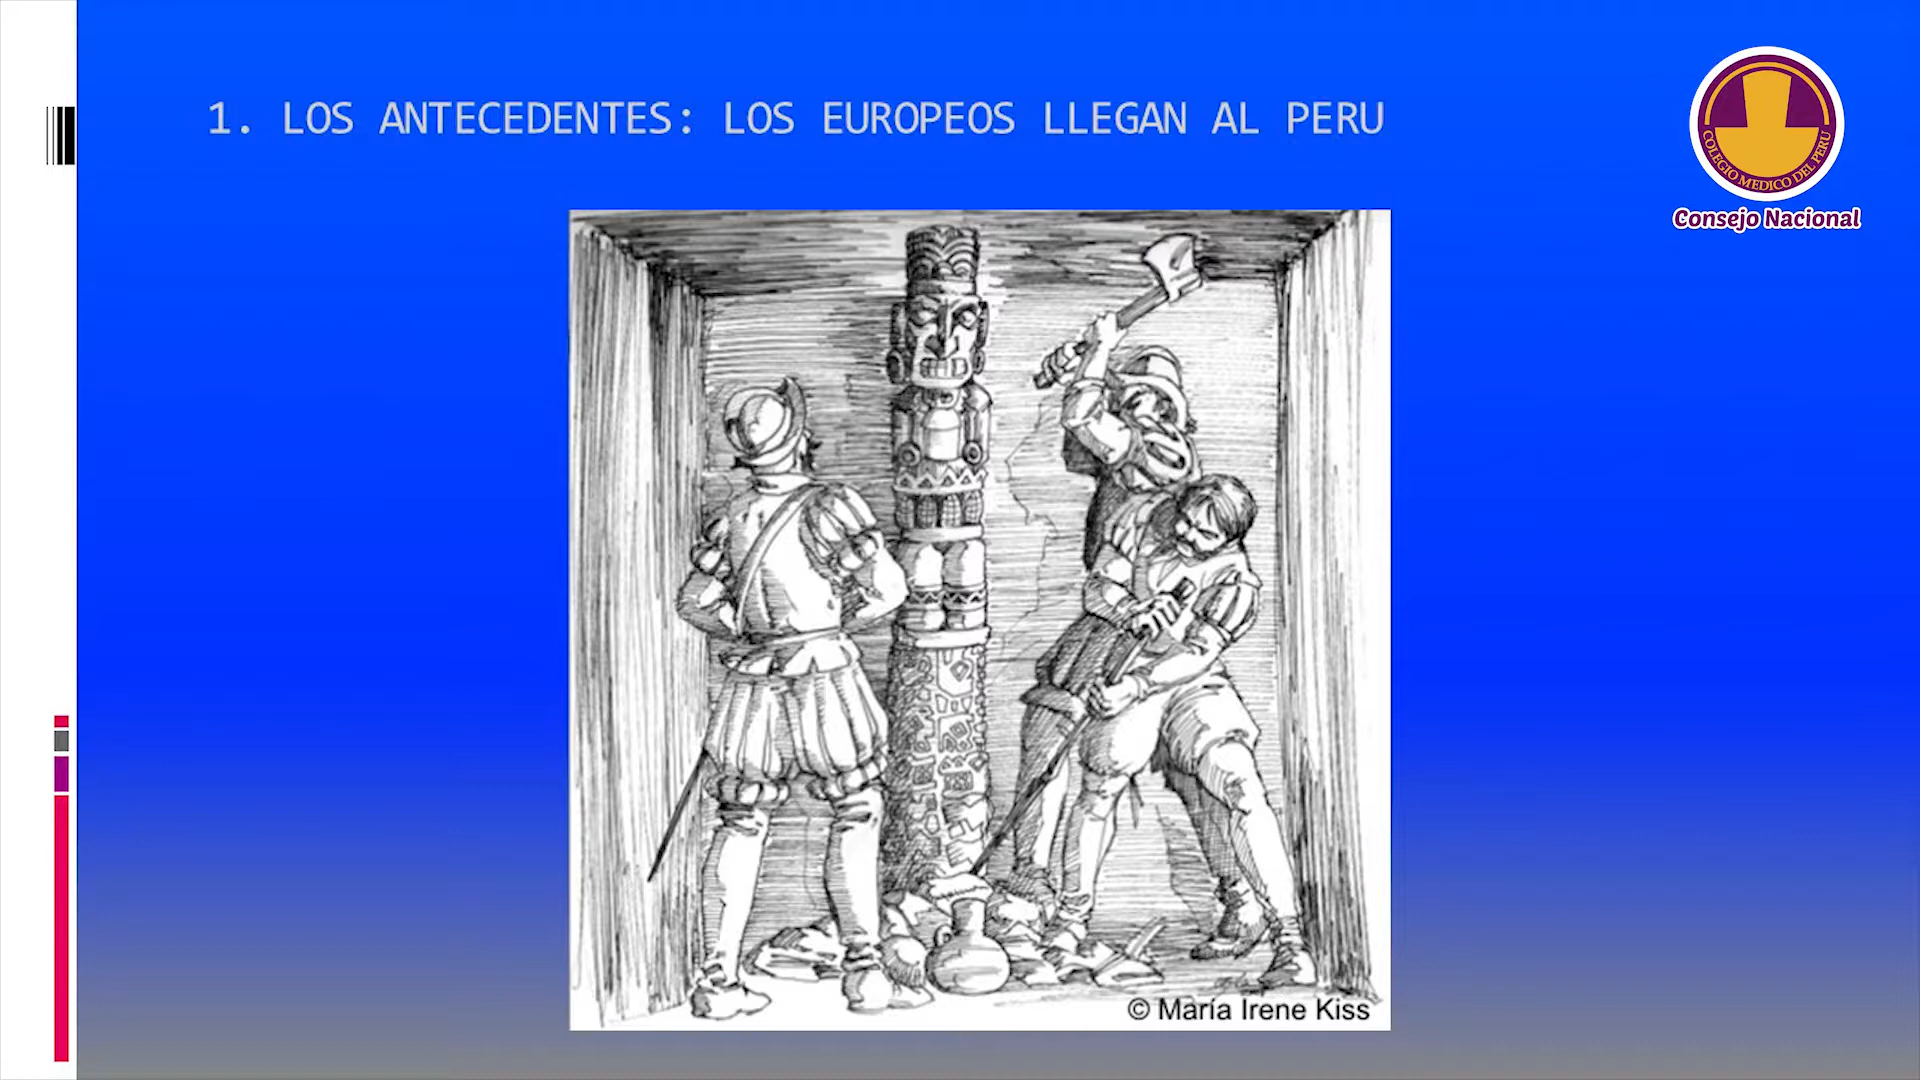 1. LOS ANTECEDENTES: LOS EUROPEOS LLEGAN AL PERU
COLEGIO MEDICO DEL PERU
Consejo Nacional
© María Irene Kiss